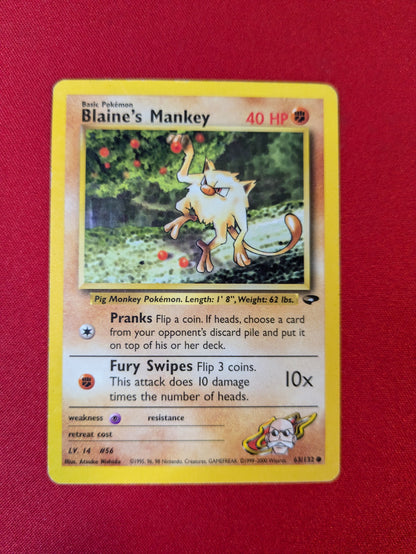 Basic Pokémon
Blaine's Mankey
40 HP
Pig Monkey Pokémon. Length: 1' 8", Weight: 62 lbs.
Pranks Flip a coin. If heads, choose a card
from your opponent's discard pile and put it
on top of his or her deck.
Fury Swipes Flip 3 coins.
This attack does 10 damage
times the number of heads.
10x
weakness
resistance
retreat cost
LV. 14 #56
Illus. Atsuko Nishida
©1995, 96, 98 Nintendo, Creatures, GAMEFREAK. ©1999-2000 Wizards.
63/132